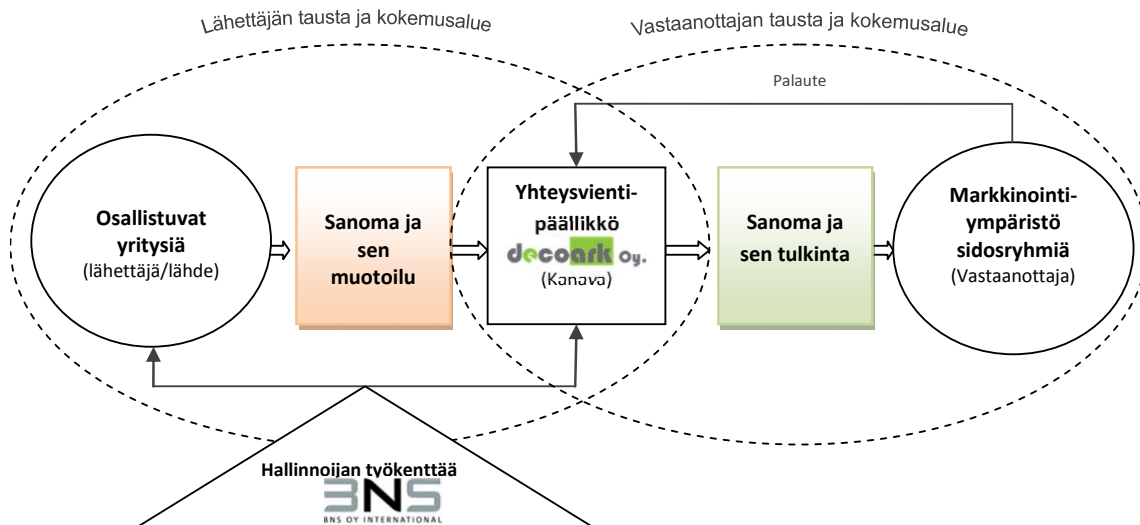 Lähettäjän tausta ja kokemusalue
Vastaanottajan tausta ja kokemusalue
Palaute
Osallistuvat
yritysiä
(lähettäjä/lähde)
Sanoma ja
sen
muotoilu
Yhteysvienti-
päällikkö
decoark Oy.
(Kanava)
Sanoma ja
sen tulkinta
Markkinointi-
ympäristö
sidosryhmiä
(Vastaanottaja)
Hallinnoijan työkenttää
BNS
BNS OY INTERNATIONAL